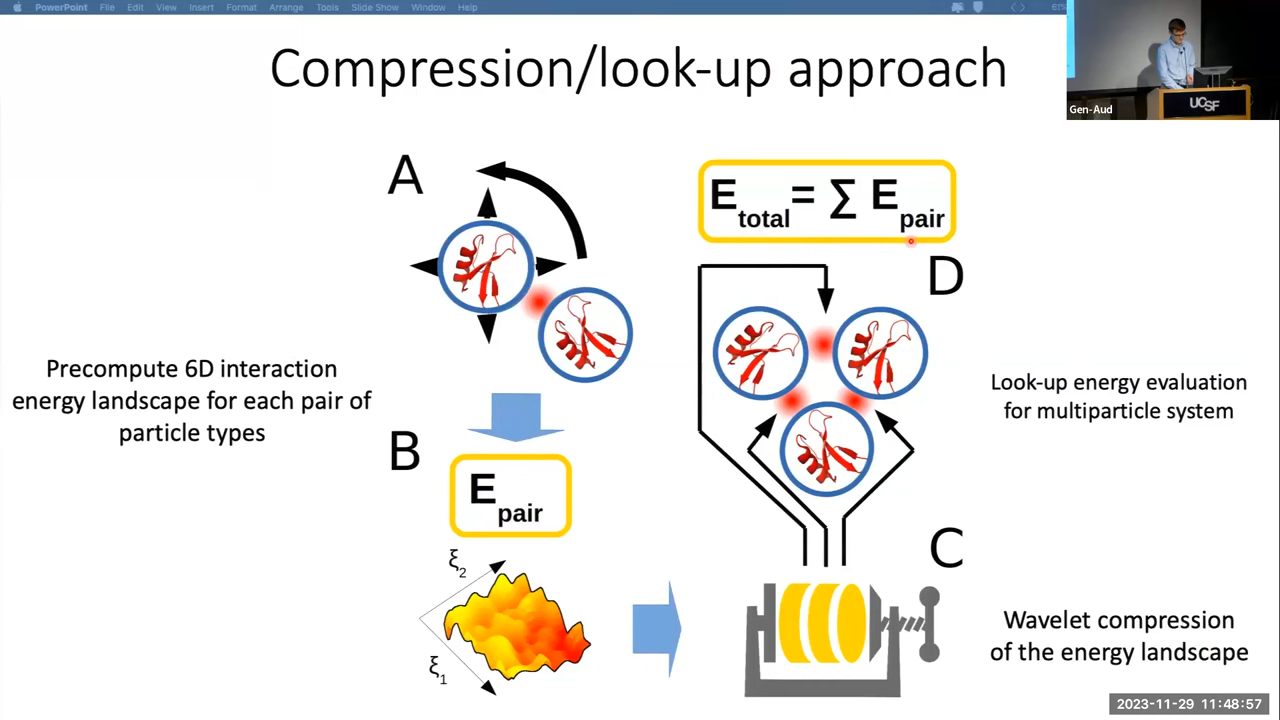 PowerPoint File Edit View Insert Format Arrange Tools Slide Show Window Help
Compression/look-up approach
UCSF
Gen-Aud
A
E total = ∑ E pair
D
Precompute 6D interaction
energy landscape for each pair of
particle types
Look-up energy evaluation
for multiparticle system
B
E pair
C
ξ2
ξ1
Wavelet compression
of the energy landscape
2023-11-29 11:48:57